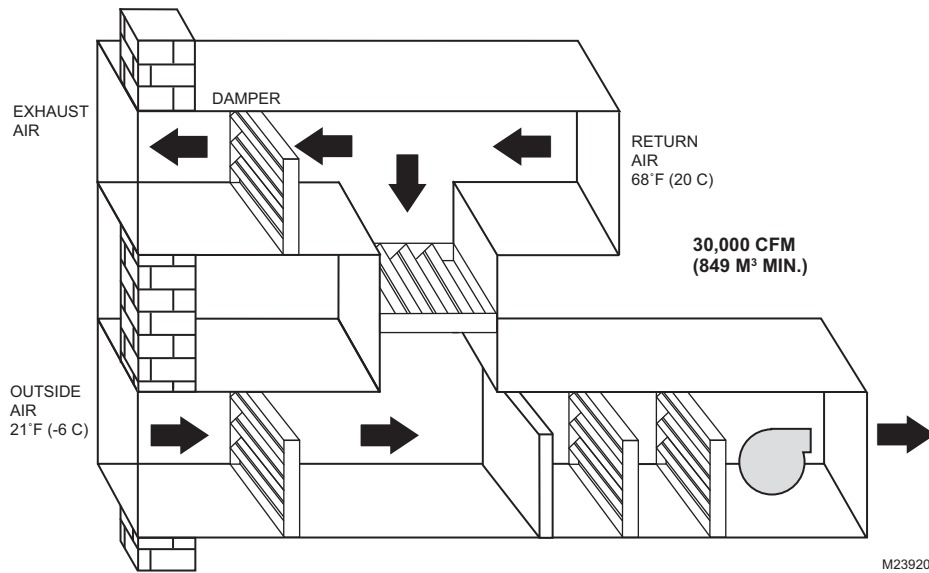 DAMPER
EXHAUST
AIR
RETURN
AIR
68˚F (20 C)
30,000 CFM
(849 M³ MIN.)
OUTSIDE
AIR
21˚F (-6 C)
M23920